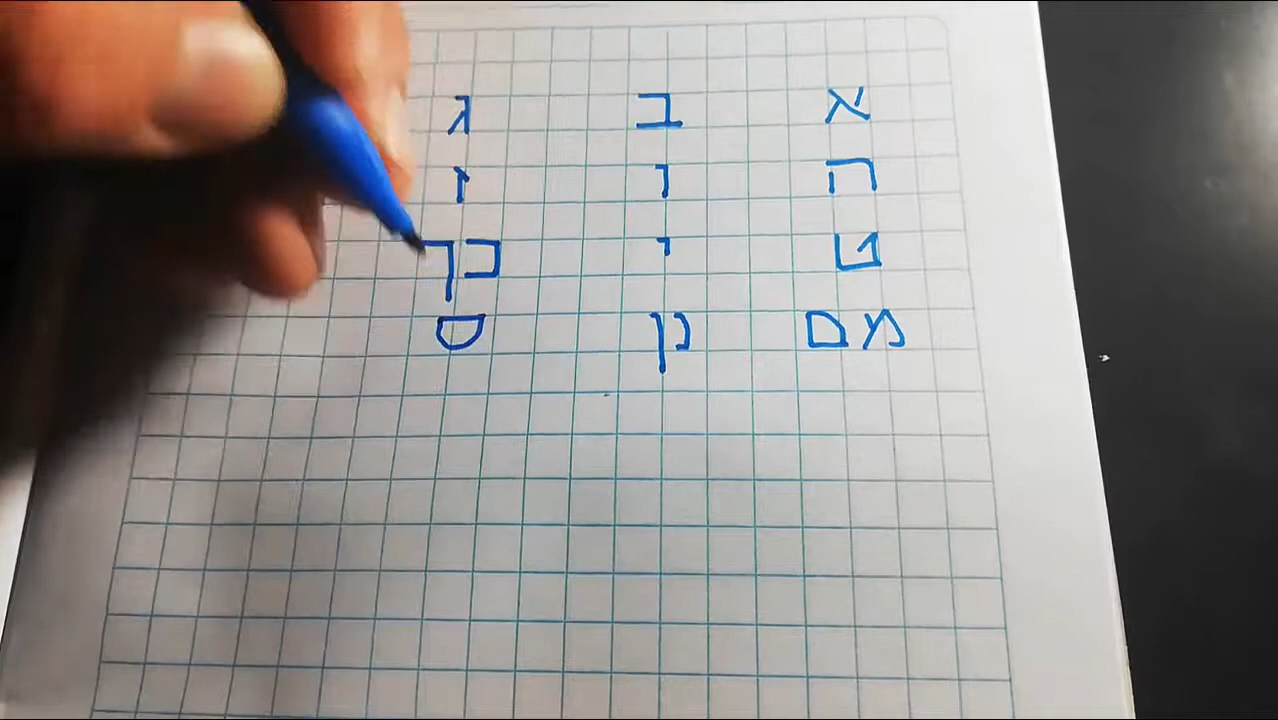 א ב ג
ה ו ז
ט י כך
מם נן ס